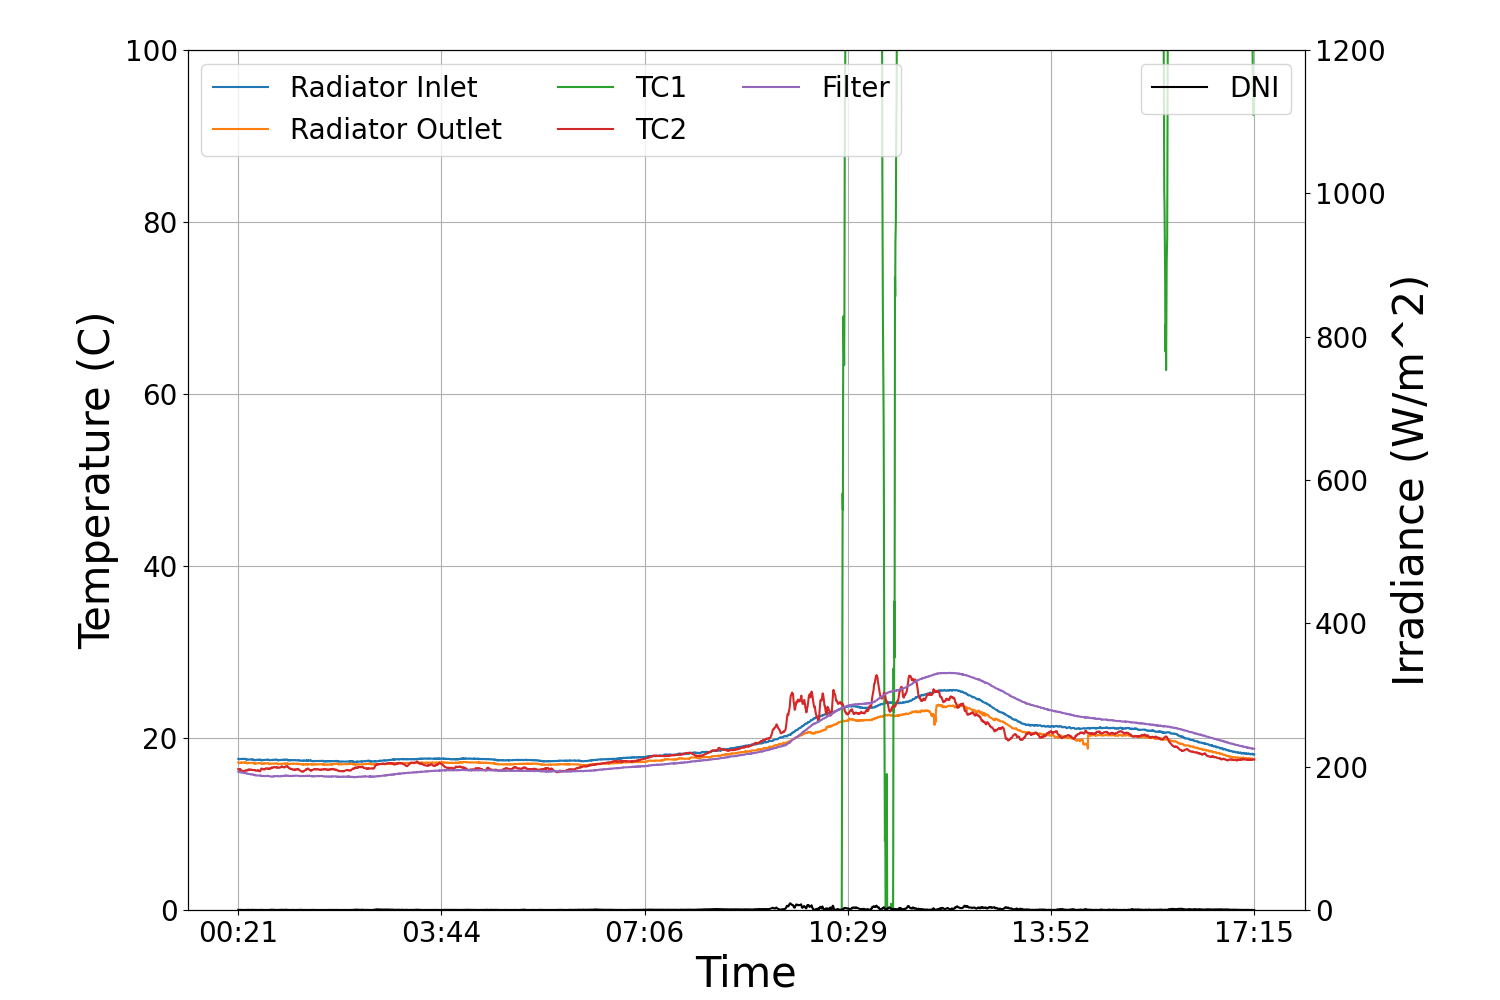 100
80
60
40
20
0
Temperature (C)
Radiator Inlet
Radiator Outlet
TC1
TC2
Filter
DNI
1200
1000
800
600
400
200
0
Irradiance (W/m^2)
00:21 03:44 07:06 10:29 13:52 17:15
Time